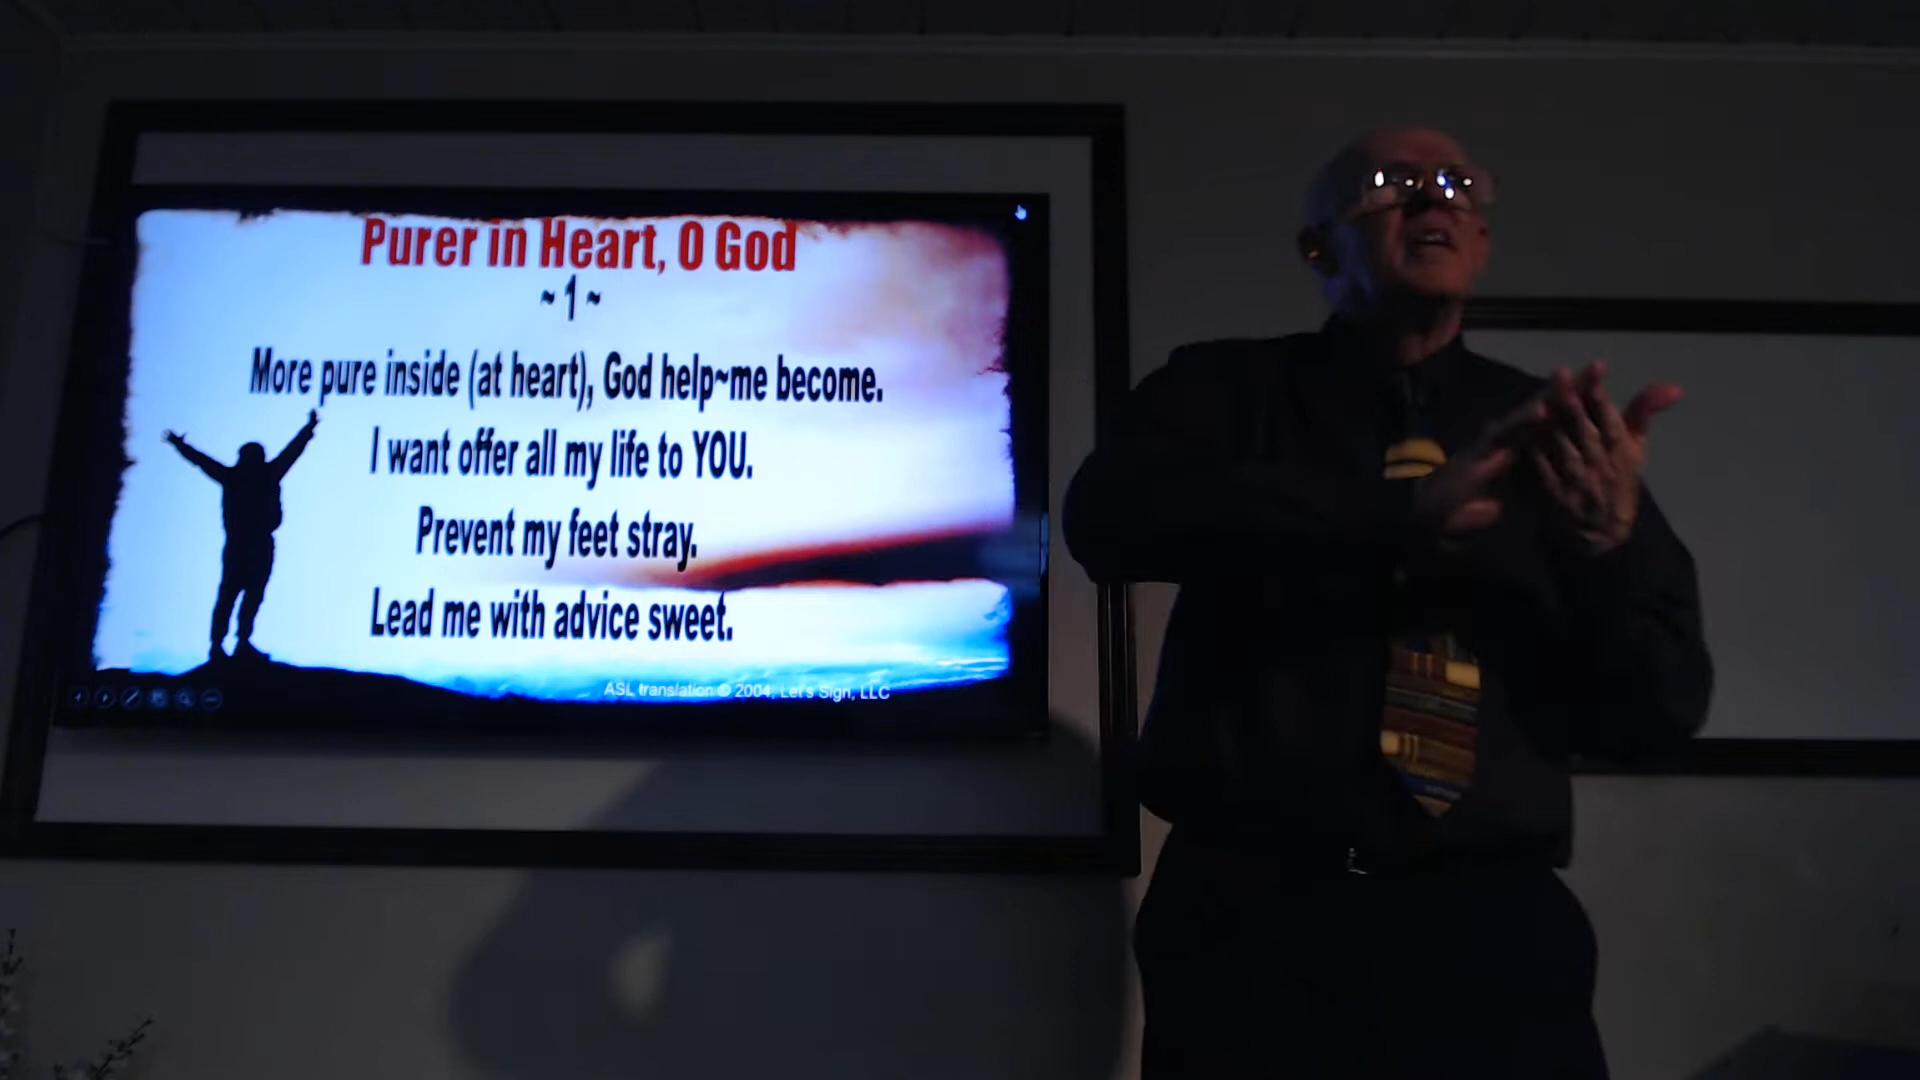 Purer in Heart, O God
~ 1 ~
More pure inside (at heart), God help~me become.
I want offer all my life to YOU.
Prevent my feet stray.
Lead me with advice sweet.
ASL translation © 2004, Let's Sign, LLC